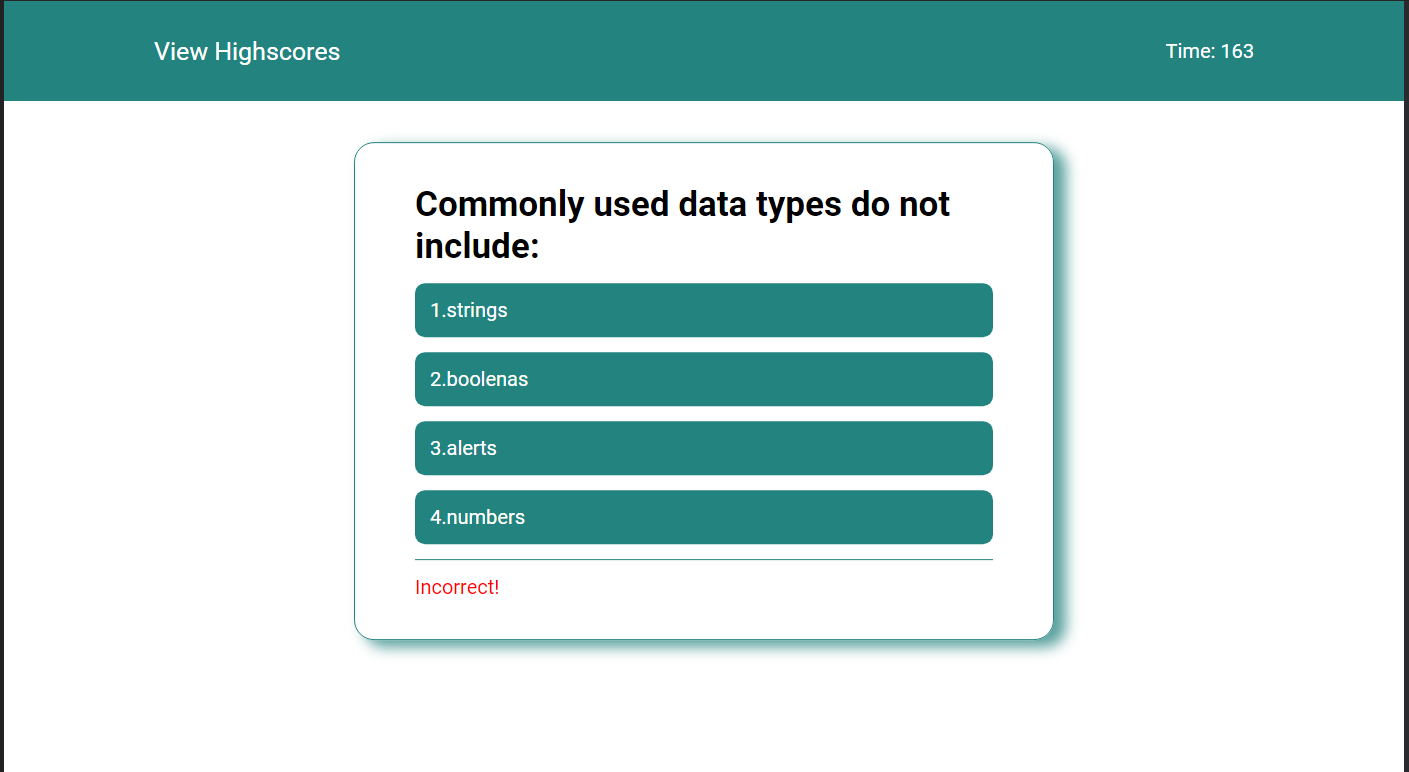 View Highscores
Time: 163
Commonly used data types do not
include:
1.strings
2.boolenas
3.alerts
4.numbers
Incorrect!